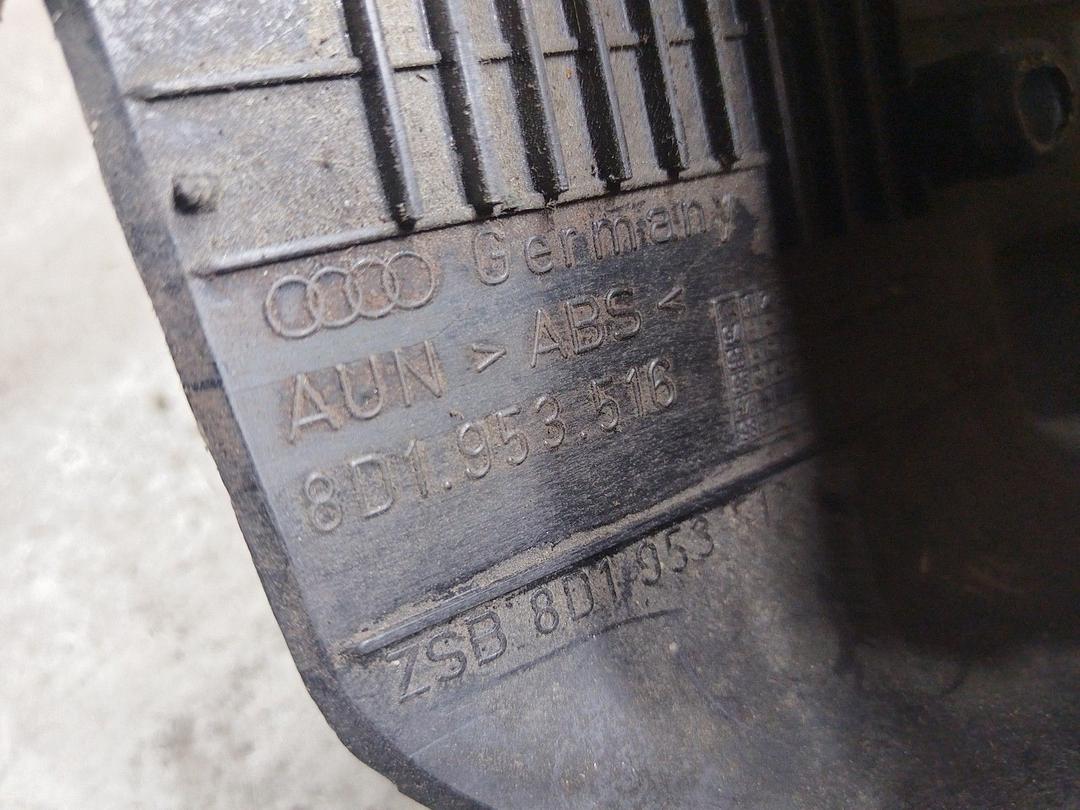 Germany
AUN > ABS <
8D1.953.516
ZSB. 8D1 953